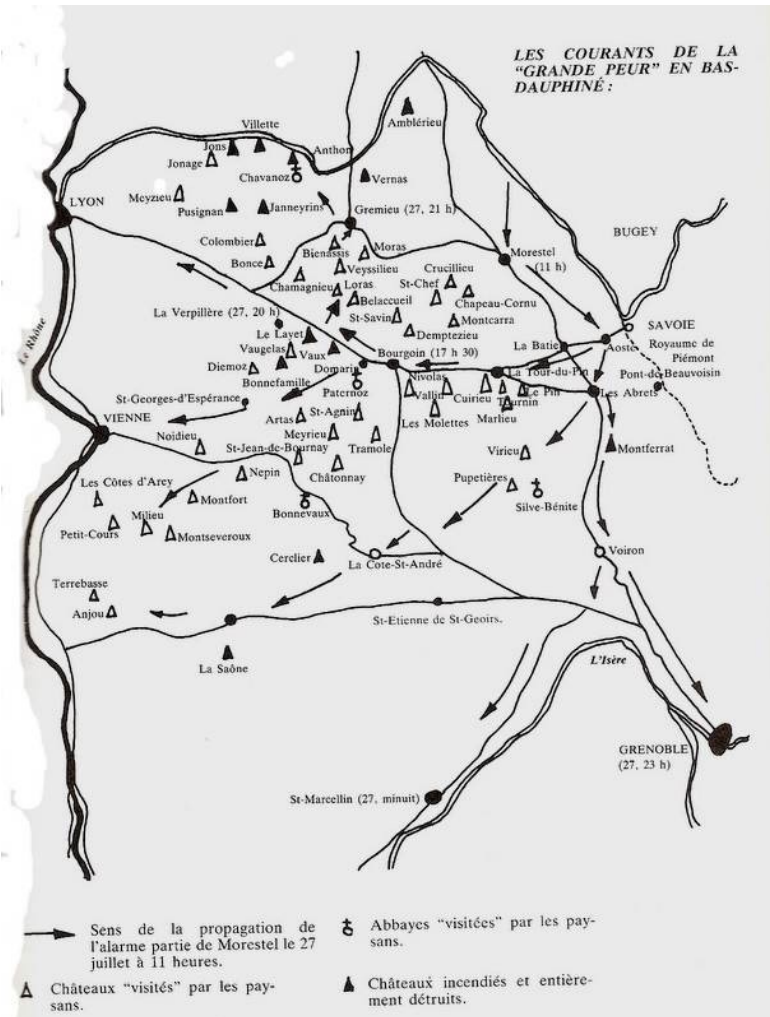 LES COURANTS DE LA
"GRANDE PEUR" EN BAS-
DAUPHINÉ :
Amblérieu
Villette
Jons
Anthon
Jonage
Chavanoz
Vernas
Meyzieu
LYON
Pusignan
Janneyrins
Gremieu (27, 21 h)
BUGEY
Colombier
Bienassis
Moras
Morestel
(11 h)
Bonce
Veyssilieu
Crucillieu
Chamagnieu
Loras
St-Chef
Belaccueil
Chapeau-Cornu
La Verpillère (27, 20 h)
St-Savin
Montcarra
SAVOIE
Le Rhône
Le Lavet
Demptezieu
La Batie
Aoste
Royaume de
Piémont
Vaugelas
Vaux
Bourgoin (17 h 30)
Diemoz
Domarin
La Tour-du-Pin
Pont-de-Beauvoisin
Bonnefamille
Paternoz
Nivolas
Vallin
Cuirieu
Le Pin
Les Abrets
St-Georges-d'Espérance
Tournin
Artas
St-Agnin
Les Molettes
Marlieu
VIENNE
Noidieu
Meyrieu
Tramole
Virieu
Montferrat
St-Jean-de-Bournay
Nepin
Châtonnay
Pupetières
Les Côtes d'Arey
Montfort
Silve-Bénite
Milieu
Bonnevaux
Petit-Cours
Montseveroux
Voiron
Cerclier
La Cote-St-André
Terrebasse
Anjou
St-Etienne de St-Geoirs.
La Saône
L'Isère
GRENOBLE
(27, 23 h)
St-Marcellin (27, minuit)
Sens de la propagation de
l'alarme partie de Morestel le 27
juillet à 11 heures.
Châteaux "visités" par les pay-
sans.
Abbayes "visitées" par les pay-
sans.
Châteaux incendiés et entière-
ment détruits.